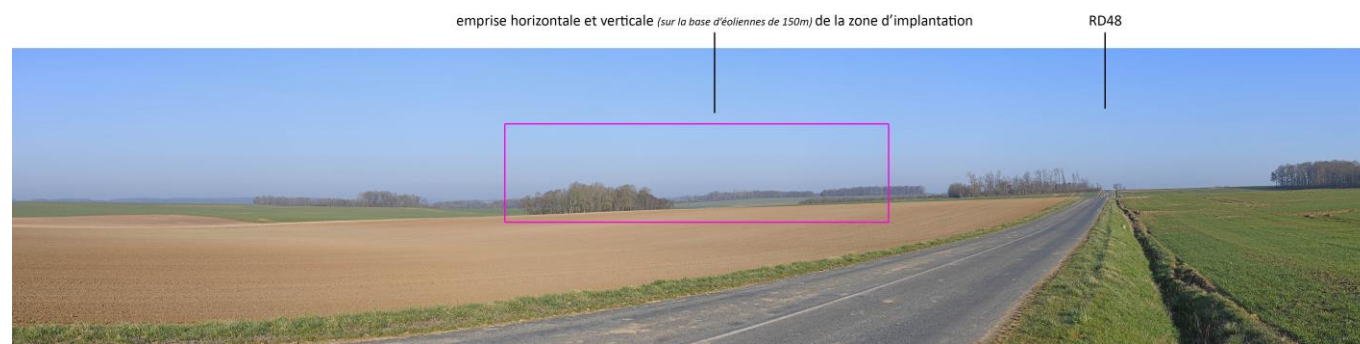 emprise horizontale et verticale (sur la base d'éoliennes de 150m) de la zone d'implantation
RD48